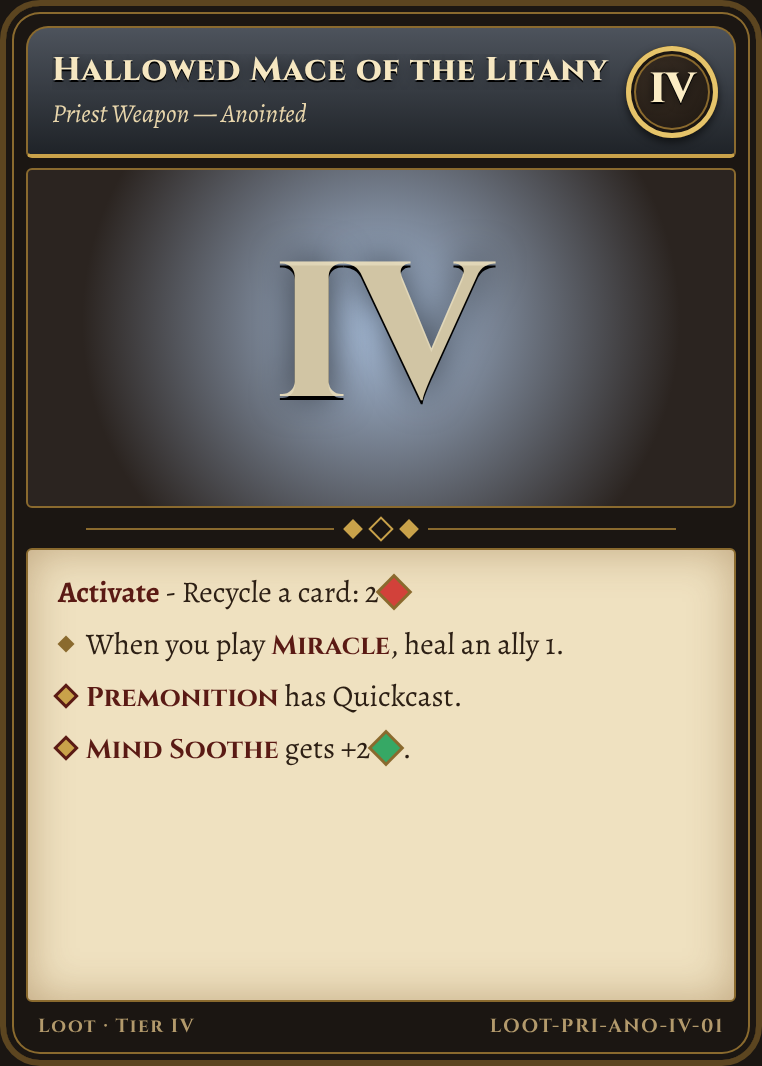 Hallowed Mace of the Litany
Priest Weapon — Anointed
IV
IV
Activate - Recycle a card: 2
When you play Miracle, heal an ally 1.
Premonition has Quickcast.
Mind Soothe gets +2.
Loot · Tier IV
LOOT-PRI-ANO-IV-01